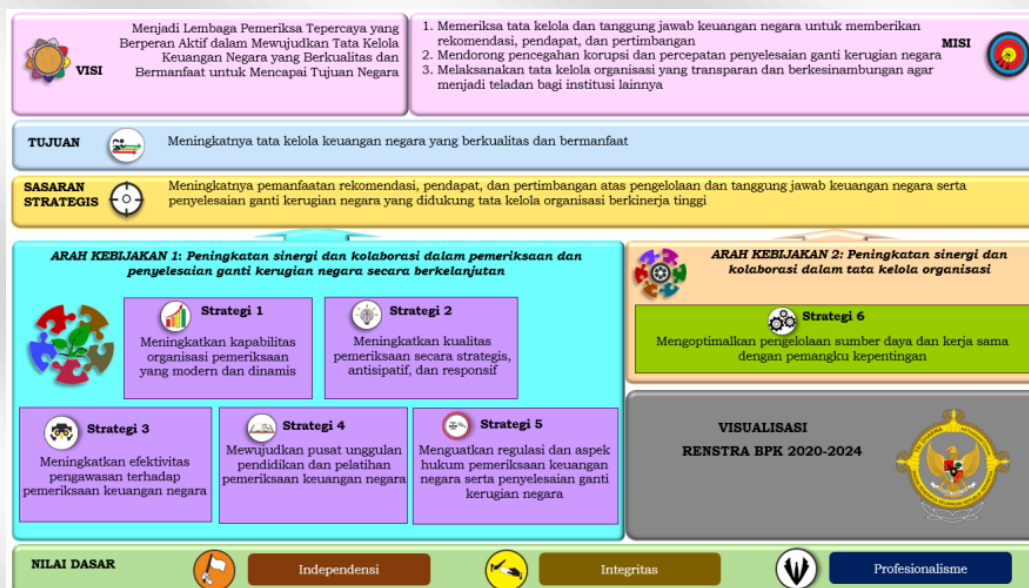 VISI
Menjadi Lembaga Pemeriksa Tepercaya yang
Berperan Aktif dalam Mewujudkan Tata Kelola
Keuangan Negara yang Berkualitas dan
Bermanfaat untuk Mencapai Tujuan Negara
MISI
1. Memeriksa tata kelola dan tanggung jawab keuangan negara untuk memberikan
rekomendasi, pendapat, dan pertimbangan
2. Mendorong pencegahan korupsi dan percepatan penyelesaian ganti kerugian negara
3. Melaksanakan tata kelola organisasi yang transparan dan berkesinambungan agar
menjadi teladan bagi institusi lainnya
TUJUAN
Meningkatnya tata kelola keuangan negara yang berkualitas dan bermanfaat
SASARAN
STRATEGIS
Meningkatnya pemanfaatan rekomendasi, pendapat, dan pertimbangan atas pengelolaan dan tanggung jawab keuangan negara serta
penyelesaian ganti kerugian negara yang didukung tata kelola organisasi berkinerja tinggi
ARAH KEBIJAKAN 1: Peningkatan sinergi dan kolaborasi dalam pemeriksaan dan
penyelesaian ganti kerugian negara secara berkelanjutan
Strategi 1
Meningkatkan kapabilitas
organisasi pemeriksaan
yang modern dan dinamis
Strategi 2
Meningkatkan kualitas
pemeriksaan secara strategis,
antisipatif, dan responsif
Strategi 3
Meningkatkan efektivitas
pengawasan terhadap
pemeriksaan keuangan negara
Strategi 4
Mewujudkan pusat unggulan
pendidikan dan pelatihan
pemeriksaan keuangan negara
Strategi 5
Menguatkan regulasi dan aspek
hukum pemeriksaan keuangan
negara serta penyelesaian ganti
kerugian negara
ARAH KEBIJAKAN 2: Peningkatan sinergi dan
kolaborasi dalam tata kelola organisasi
Strategi 6
Mengoptimalkan pengelolaan sumber daya dan kerja sama
dengan pemangku kepentingan
VISUALISASI
RENSTRA BPK 2020-2024
TRI DHARMA
NILAI DASAR
Independensi
Integritas
Profesionalisme